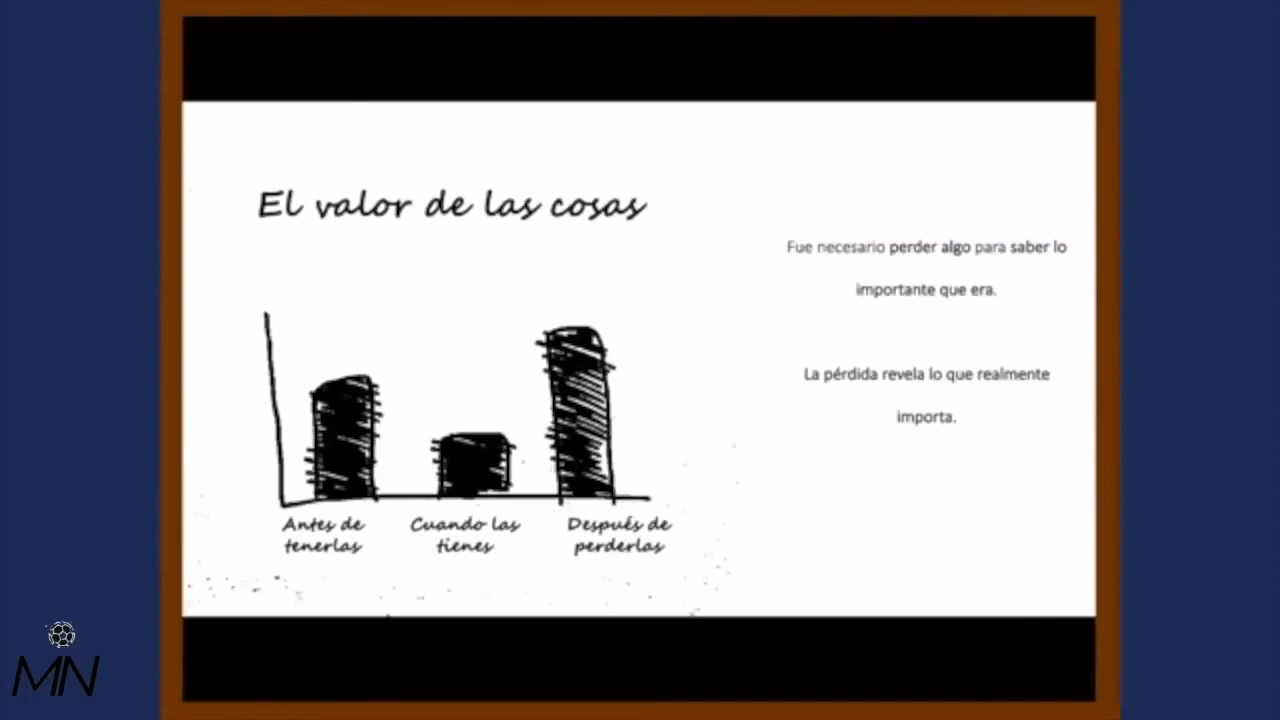 El valor de las cosas
Fue necesario perder algo para saber lo
importante que era.
La pérdida revela lo que realmente
importa.
Antes de
tenerlas
Cuando las
tienes
Después de
perderlas
MN